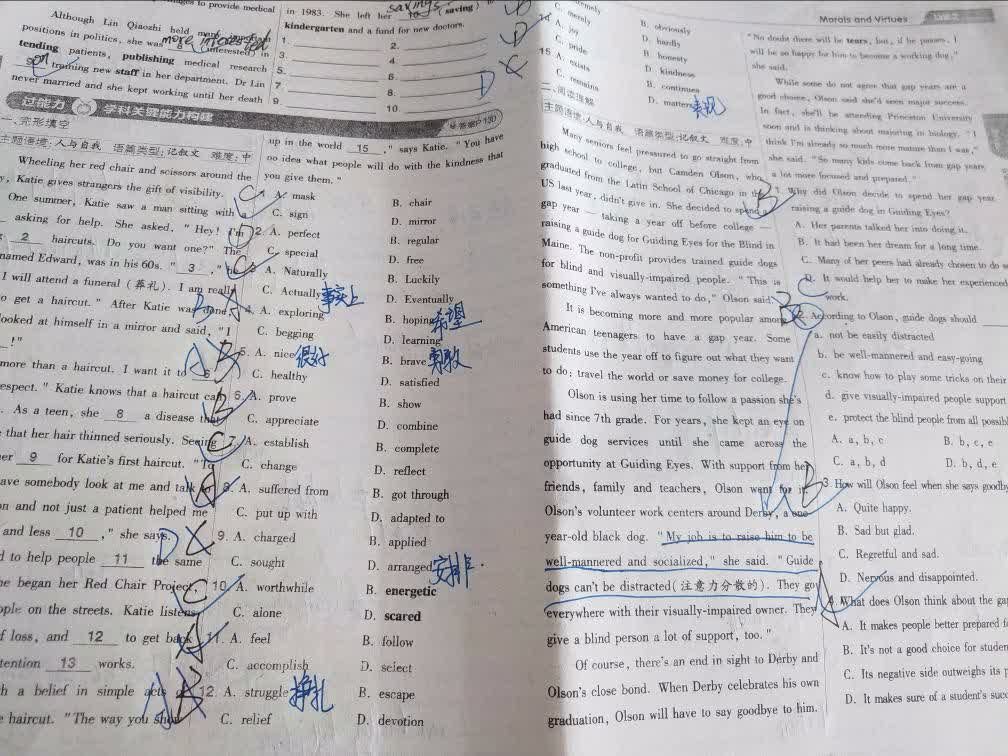 to provide medical
Although Lin Qiaozhi held many important
positions in politics, she was 8 (interested) in
more interested
tending patients, publishing medical research
on
9 training new staff in her department. Dr Lin
never married and she kept working until her death
in 1983. She left her 10 saving)
savings
kindergarten and a fund for new doctors.
1.
2.
3.
4.
5.
6.
7.
8.
9.
10.
过能力 学科关键能力构建
答案P130
一、完形填空
主题语境:人与自我 语篇类型:记叙文 难度:中
Wheeling her red chair and scissors around the
, Katie gives strangers the gift of visibility.
One summer, Katie saw a man sitting with
asking for help. She asked, "Hey! I'm
2 haircuts. Do you want one?" The
named Edward, was in his 60s. " 3 ,"
I will attend a funeral(葬礼). I am really
to get a haircut." After Katie was done,
looked at himself in a mirror and said, "I
!"
more than a haircut. I want it to
espect." Katie knows that a haircut can
. As a teen, she 8 a disease that
e that her hair thinned seriously. Seeing
er 9 for Katie's first haircut. "To
ave somebody look at me and talk
n and not just a patient helped me
and less 10 ," she says.
d to help people 11 the same
he began her Red Chair Project,
ople on the streets. Katie listens
f loss, and 12 to get back
tention 13 works.
h a belief in simple acts
e haircut. "The way you show
up in the world 15 ," says Katie. "You have
no idea what people will do with the kindness that
you give them."
A. mask
B. chair
C. sign
D. mirror
2. A. perfect
B. regular
C. special
D. free
A. Naturally
B. Luckily
C. Actually 事实上
D. Eventually
4. A. exploring
B. hoping 希望
C. begging
D. learning
5. A. nice 很好
B. brave 勇敢
C. healthy
D. satisfied
6. A. prove
B. show
C. appreciate
D. combine
7. A. establish
B. complete
C. change
D. reflect
8. A. suffered from
B. got through
C. put up with
D. adapted to
9. A. charged
B. applied
C. sought
D. arranged 安排
10. A. worthwhile
B. energetic
C. alone
D. scared
11. A. feel
B. follow
C. accomplish
D. select
12. A. struggle 挣扎
B. escape
C. relief
D. devotion
B. obviously
C. merely
D. hardly
A. joy
B. honesty
C. pride
D. kindness
15. A. exists
B. continues
C. remains
D. matters 表现
二、阅读理解
主题语境:人与自我 语篇类型:记叙文 难度:中
Many seniors feel pressured to go straight from
high school to college, but Camden Olson, who
graduated from the Latin School of Chicago in the
US last year, didn't give in. She decided to spend a
gap year — taking a year off before college —
raising a guide dog for Guiding Eyes for the Blind in
Maine. The non-profit provides trained guide dogs
for blind and visually-impaired people. "This is
something I've always wanted to do," Olson said.
It is becoming more and more popular among
American teenagers to have a gap year. Some
students use the year off to figure out what they want
to do; travel the world or save money for college.
Olson is using her time to follow a passion she's
had since 7th grade. For years, she kept an eye on
guide dog services until she came across the
opportunity at Guiding Eyes. With support from her
friends, family and teachers, Olson went for it.
Olson's volunteer work centers around Derby, a one-
year-old black dog. "My job is to raise him to be
well-mannered and socialized," she said. "Guide
dogs can't be distracted(注意力分散的). They go
everywhere with their visually-impaired owner. They
give a blind person a lot of support, too."
Of course, there's an end in sight to Derby and
Olson's close bond. When Derby celebrates his own
graduation, Olson will have to say goodbye to him.
Morals and Virtues
"No doubt there will be tears, but, if he passes, I
will be so happy for him to become a working dog,"
she said.
While some do not agree that gap years are a
good choice, Olson said she'd seen major success.
In fact, she'll be attending Princeton University
soon and is thinking about majoring in biology. "I
think I'm already so much more mature than I was,"
she said. "So many kids come back from gap years
a lot more focused and prepared."
1. Why did Olson decide to spend her gap year
raising a guide dog in Guiding Eyes?
A. Her parents talked her into doing it.
B. It had been her dream for a long time.
C. Many of her peers had already chosen to do so
D. It would help her to make her experienced
work.
2. According to Olson, guide dogs should
a. not be easily distracted
b. be well-mannered and easy-going
c. know how to play some tricks on their
d. give visually-impaired people support
e. protect the blind people from all possible
A. a, b, c
B. b, c, e
C. a, b, d
D. b, d, e
3. How will Olson feel when she says goodby
A. Quite happy.
B. Sad but glad.
C. Regretful and sad.
D. Nervous and disappointed.
4. What does Olson think about the ga
A. It makes people better prepared f
B. It's not a good choice for studen
C. Its negative side outweighs its p
D. It makes sure of a student's succ